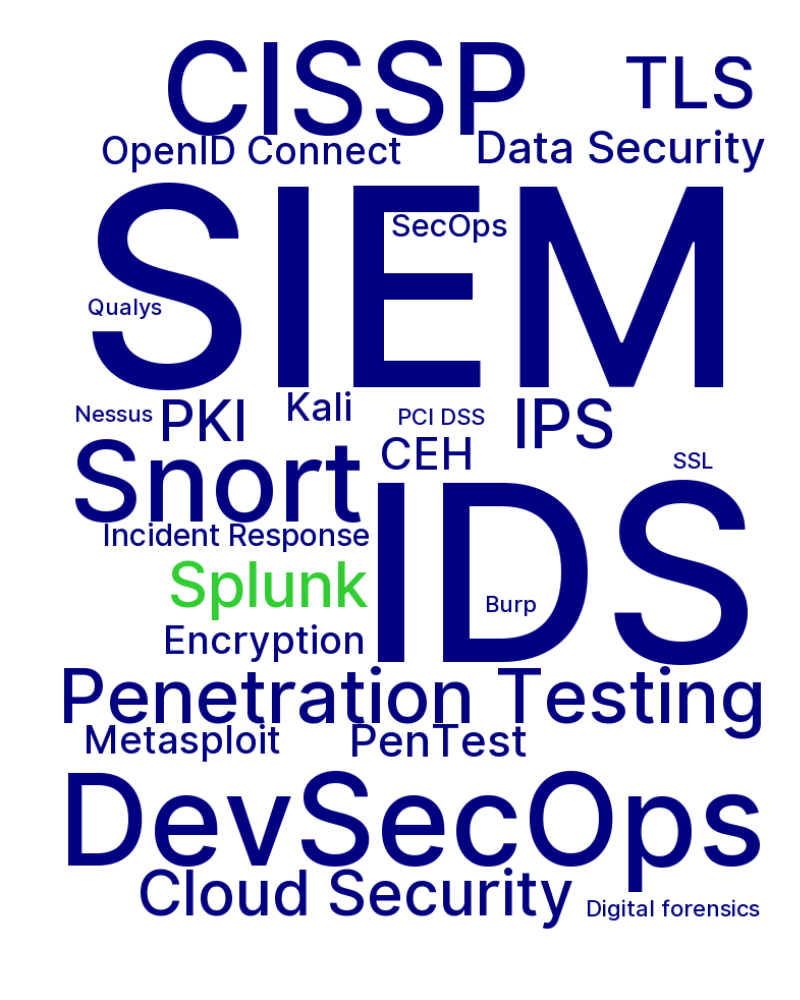 CISSP
TLS
OpenID Connect
Data Security
SIEM
SecOps
Qualys
Nessus
PKI
Kali
PCI DSS
IPS
CEH
SSL
Snort
Incident Response
IDS
Splunk
Burp
Encryption
Penetration Testing
Metasploit
PenTest
DevSecOps
Cloud Security
Digital forensics